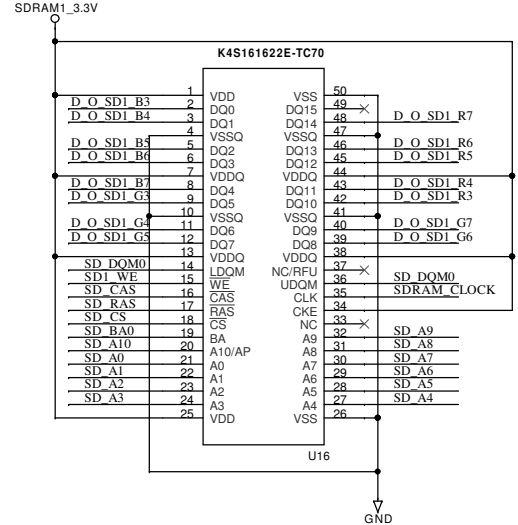 SDRAM1_3.3V
K4S161622E-TC70
1 VDD VSS 50
D_O_SD1_B3 2 DQ0 DQ15 49
D_O_SD1_B4 3 DQ1 DQ14 48 D_O_SD1_R7
4 VSSQ VSSQ 47
D_O_SD1_B5 5 DQ2 DQ13 46 D_O_SD1_R6
D_O_SD1_B6 6 DQ3 DQ12 45 D_O_SD1_R5
7 VDDQ VDDQ 44
D_O_SD1_B7 8 DQ4 DQ11 43 D_O_SD1_R4
D_O_SD1_G3 9 DQ5 DQ10 42 D_O_SD1_R3
10 VSSQ VSSQ 41
D_O_SD1_G4 11 DQ6 DQ9 40 D_O_SD1_G7
D_O_SD1_G5 12 DQ7 DQ8 39 D_O_SD1_G6
13 VDDQ VDDQ 38
SD_DQM0 14 LDQM NC/RFU 37
SD1_WE 15 WE UDQM 36 SD_DQM0
SD_CAS 16 CAS CLK 35 SDRAM_CLOCK
SD_RAS 17 RAS CKE 34
SD_CS 18 CS NC 33
SD_BA0 19 BA A9 32 SD_A9
SD_A10 20 A10/AP A8 31 SD_A8
SD_A0 21 A0 A7 30 SD_A7
SD_A1 22 A1 A6 29 SD_A6
SD_A2 23 A2 A5 28 SD_A5
SD_A3 24 A3 A4 27 SD_A4
25 VDD VSS 26
U16
GND